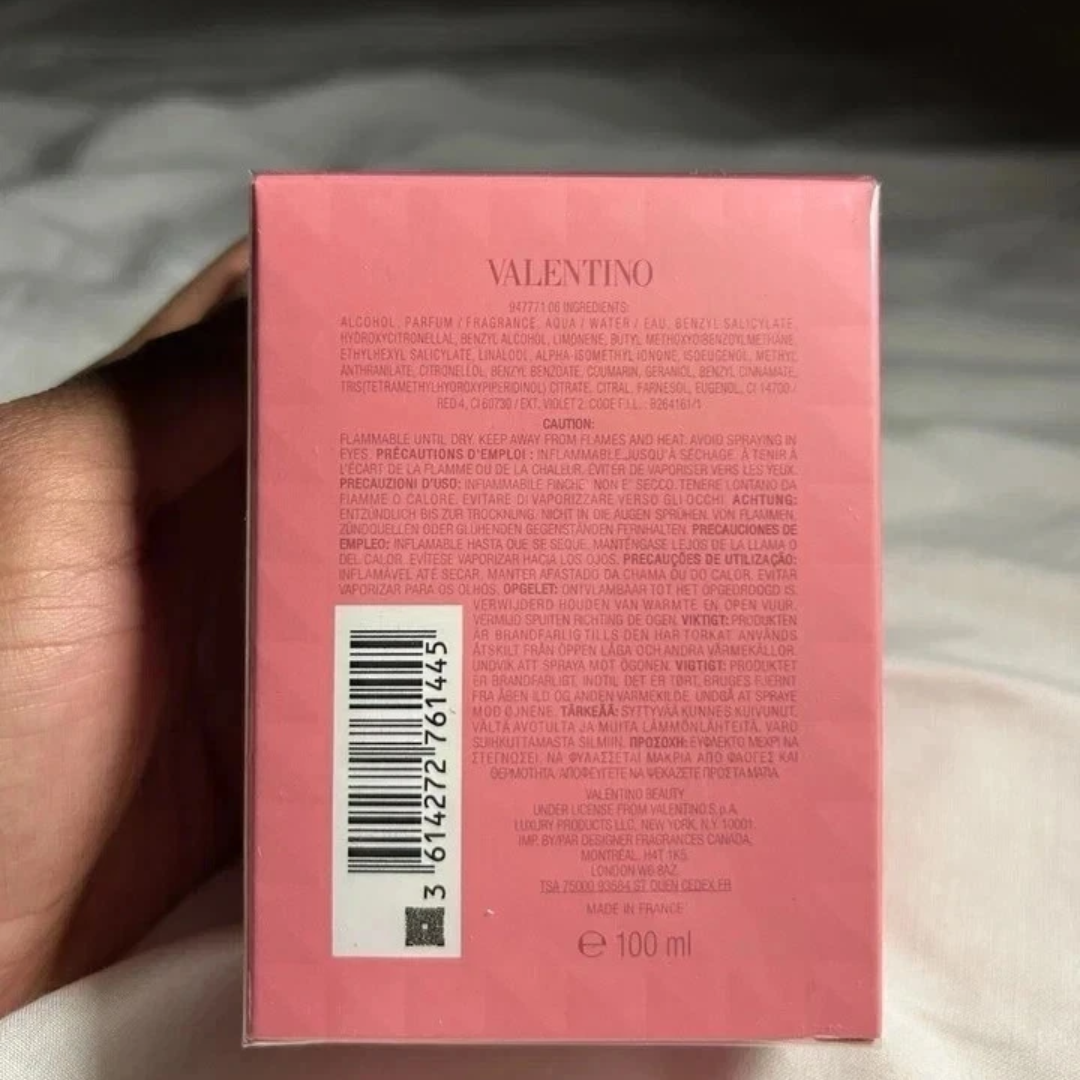 VALENTINO
947771 06 INGREDIENTS:
ALCOHOL, PARFUM / FRAGRANCE, AQUA / WATER / EAU, BENZYL SALICYLATE,
HYDROXYCITRONELLAL, BENZYL ALCOHOL, LIMONENE, BUTYL METHOXYDIBENZOYLMETHANE,
ETHYLHEXYL SALICYLATE, LINALOOL, ALPHA-ISOMETHYL IONONE, ISOEUGENOL, METHYL
ANTHRANILATE, CITRONELLOL, BENZYL BENZOATE, COUMARIN, GERANIOL, BENZYL CINNAMATE,
TRIS(TETRAMETHYLHYDROXYPIPERIDINOL) CITRATE, CITRAL, FARNESOL, EUGENOL, CI 14700 /
RED 4, CI 60730 / EXT. VIOLET 2. CODE F.I.L. : B264161/1
CAUTION:
FLAMMABLE UNTIL DRY. KEEP AWAY FROM FLAMES AND HEAT. AVOID SPRAYING IN
EYES. PRÉCAUTIONS D'EMPLOI : INFLAMMABLE JUSQU'À SÉCHAGE. À TENIR À
L'ÉCART DE LA FLAMME OU DE LA CHALEUR. ÉVITER DE VAPORISER VERS LES YEUX.
PRECAUZIONI D'USO: INFIAMMABILE FINCHE' NON E' SECCO. TENERE LONTANO DA
FIAMME O CALORE. EVITARE DI VAPORIZZARE VERSO GLI OCCHI. ACHTUNG:
ENTZÜNDLICH BIS ZUR TROCKNUNG. NICHT IN DIE AUGEN SPRÜHEN. VON FLAMMEN,
ZÜNDQUELLEN ODER GLÜHENDEN GEGENSTÄNDEN FERNHALTEN. PRECAUCIONES DE
EMPLEO: INFLAMABLE HASTA QUE SE SEQUE. MANTÉNGASE LEJOS DE LA LLAMA O
DEL CALOR. EVÍTESE VAPORIZAR HACIA LOS OJOS. PRECAUÇÕES DE UTILIZAÇÃO:
INFLAMÁVEL ATÉ SECAR. MANTER AFASTADO DA CHAMA OU DO CALOR. EVITAR
VAPORIZAR PARA OS OLHOS. OPGELET: ONTVLAMBAAR TOT HET OPGEDROOGD IS.
VERWIJDERD HOUDEN VAN WARMTE EN OPEN VUUR.
VERMIJD SPUITEN RICHTING DE OGEN. VIKTIGT: PRODUKTEN
ÄR BRANDFARLIG TILLS DEN HAR TORKAT. ANVÄNDS
ÅTSKILT FRÅN ÖPPEN LÅGA OCH ANDRA VÄRMEKÄLLOR.
UNDVIK ATT SPRAYA MOT ÖGONEN. VIGTIGT: PRODUKTET
ER BRANDFARLIGT, INDTIL DET ER TØRT. BRUGES FJERNT
FRA ÅBEN ILD OG ANDEN VARMEKILDE. UNDGÅ AT SPRAYE
MOD ØJNENE. TÄRKEÄÄ: SYTTYVÄÄ KUNNES KUIVUNUT.
VÄLTÄ AVOTULTA JA MUITA LÄMMÖNLÄHTEITÄ. VARO
SUIHKUTTAMASTA SILMIIN. ΠΡΟΣΟΧΗ: ΕΥΦΛΕΚΤΟ ΜΕΧΡΙ ΝΑ
ΣΤΕΓΝΩΣΕΙ. ΝΑ ΦΥΛΑΣΣΕΤΑΙ ΜΑΚΡΙΑ ΑΠΟ ΦΛΟΓΕΣ ΚΑΙ
ΘΕΡΜΟΤΗΤΑ. ΑΠΟΦΕΥΓΕΤΕ ΝΑ ΨΕΚΑΖΕΤΕ ΠΡΟΣ ΤΑ ΜΑΤΙΑ.
3 614272 761445
VALENTINO BEAUTY
UNDER LICENSE FROM VALENTINO S.p.A.
LUXURY PRODUCTS LLC, NEW YORK, N.Y. 10001.
IMP. BY/PAR DESIGNER FRAGRANCES CANADA,
MONTRÉAL, H4T 1K5.
LONDON W6 8AZ.
TSA 75000 93584 ST OUEN CEDEX, FR
MADE IN FRANCE
℮ 100 ml